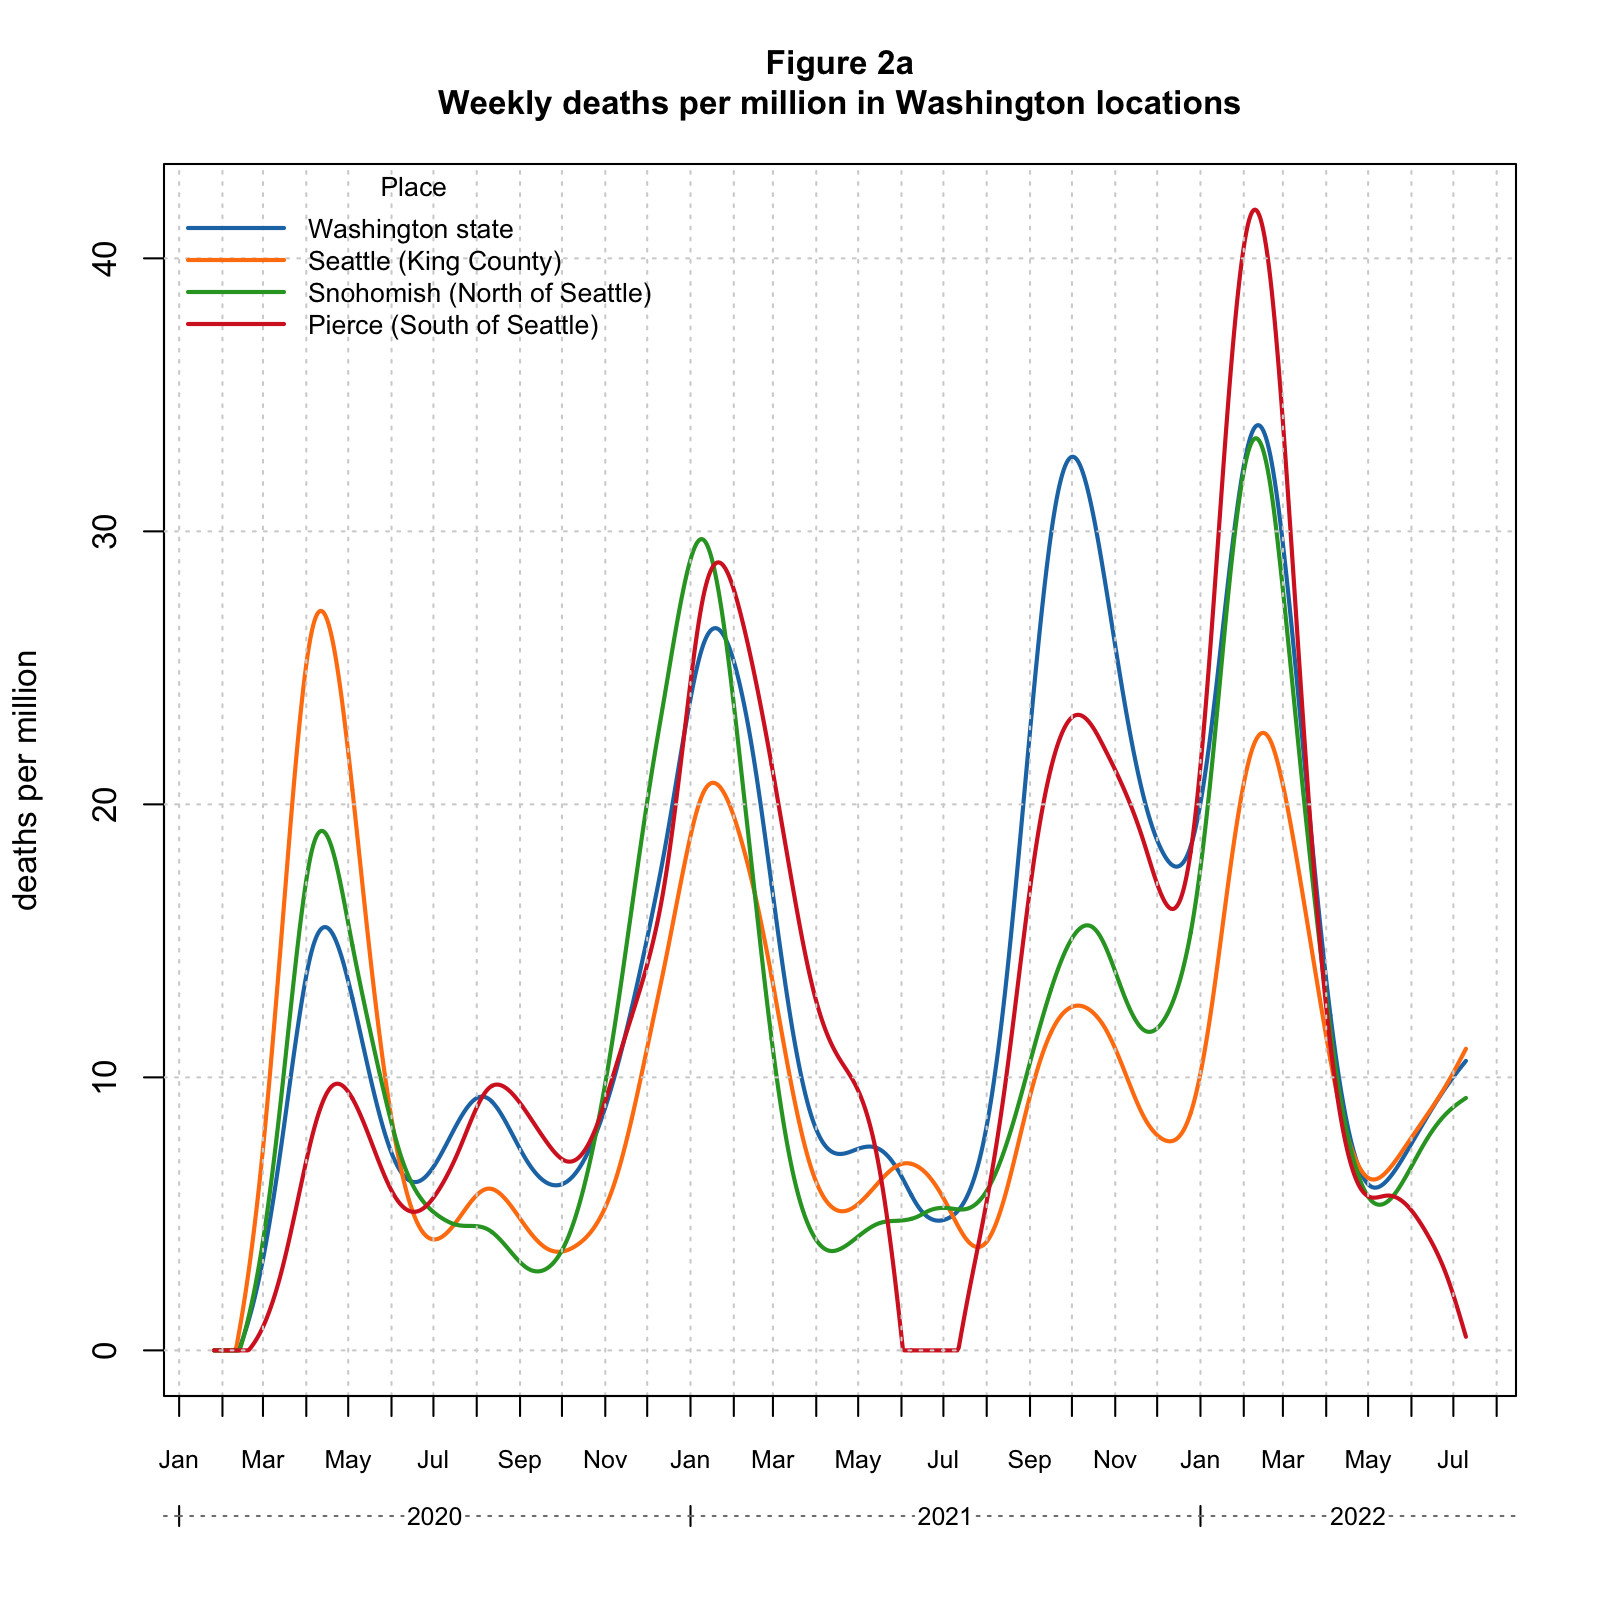 Figure 2a
Weekly deaths per million in Washington locations
Place
Washington state
Seattle (King County)
Snohomish (North of Seattle)
Pierce (South of Seattle)
deaths per million
40
30
20
10
0
Jan Mar May Jul Sep Nov Jan Mar May Jul Sep Nov Jan Mar May Jul
2020 2021 2022